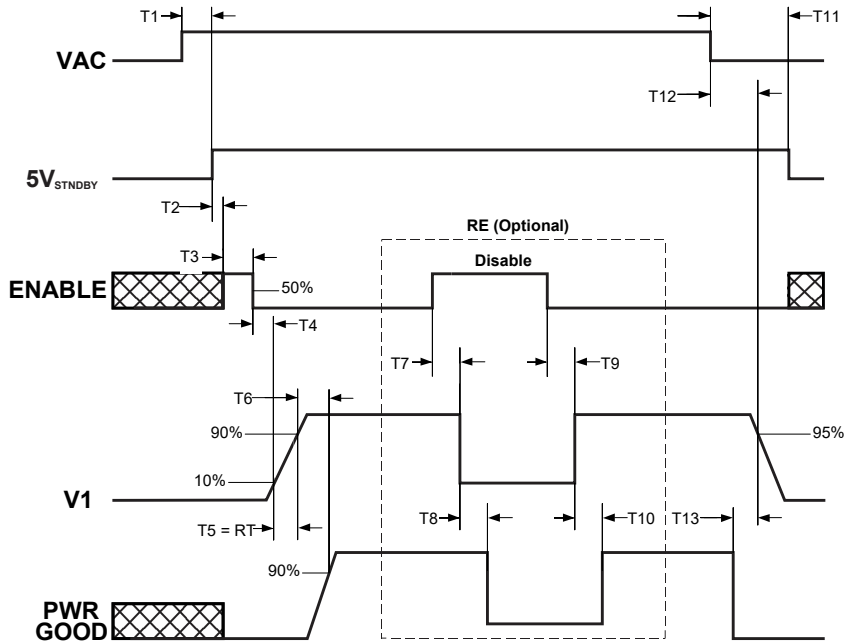 T1
T11
VAC
T12
5VSTNDBY
T2
RE (Optional)
T3
Disable
ENABLE
50%
T4
T7
T9
T6
90%
95%
10%
V1
T5 = RT
T8
T10
T13
90%
PWR
GOOD